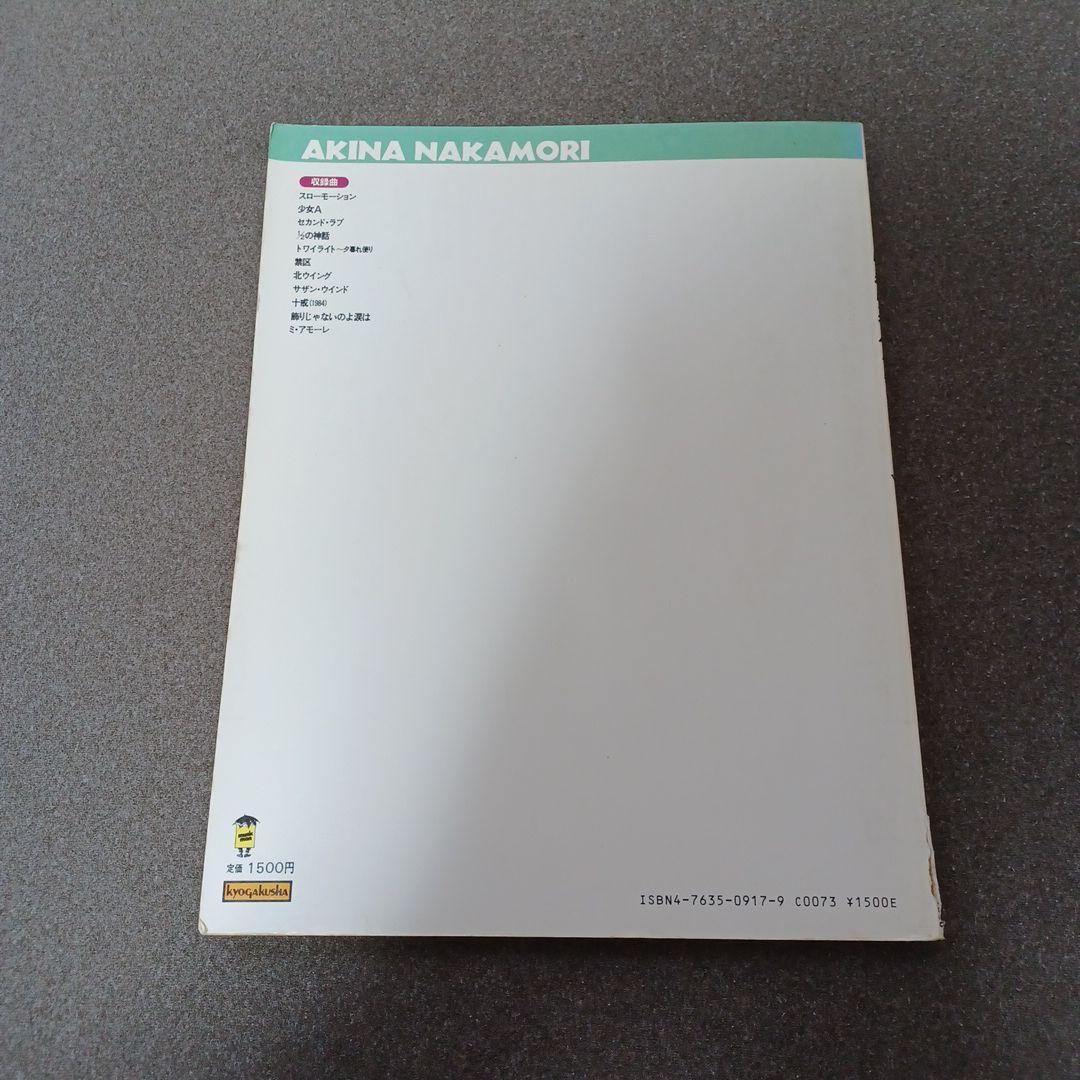 AKINA NAKAMORI
収録曲
スローモーション
少女A
セカンド・ラブ
½の神話
トワイライト〜夕暮れ便り
禁区
北ウイング
サザン・ウインド
十戒(1984)
飾りじゃないのよ涙は
ミ・アモーレ
定価 1500円
kyogakusha
ISBN4-7635-0917-9 C0073 ¥1500E